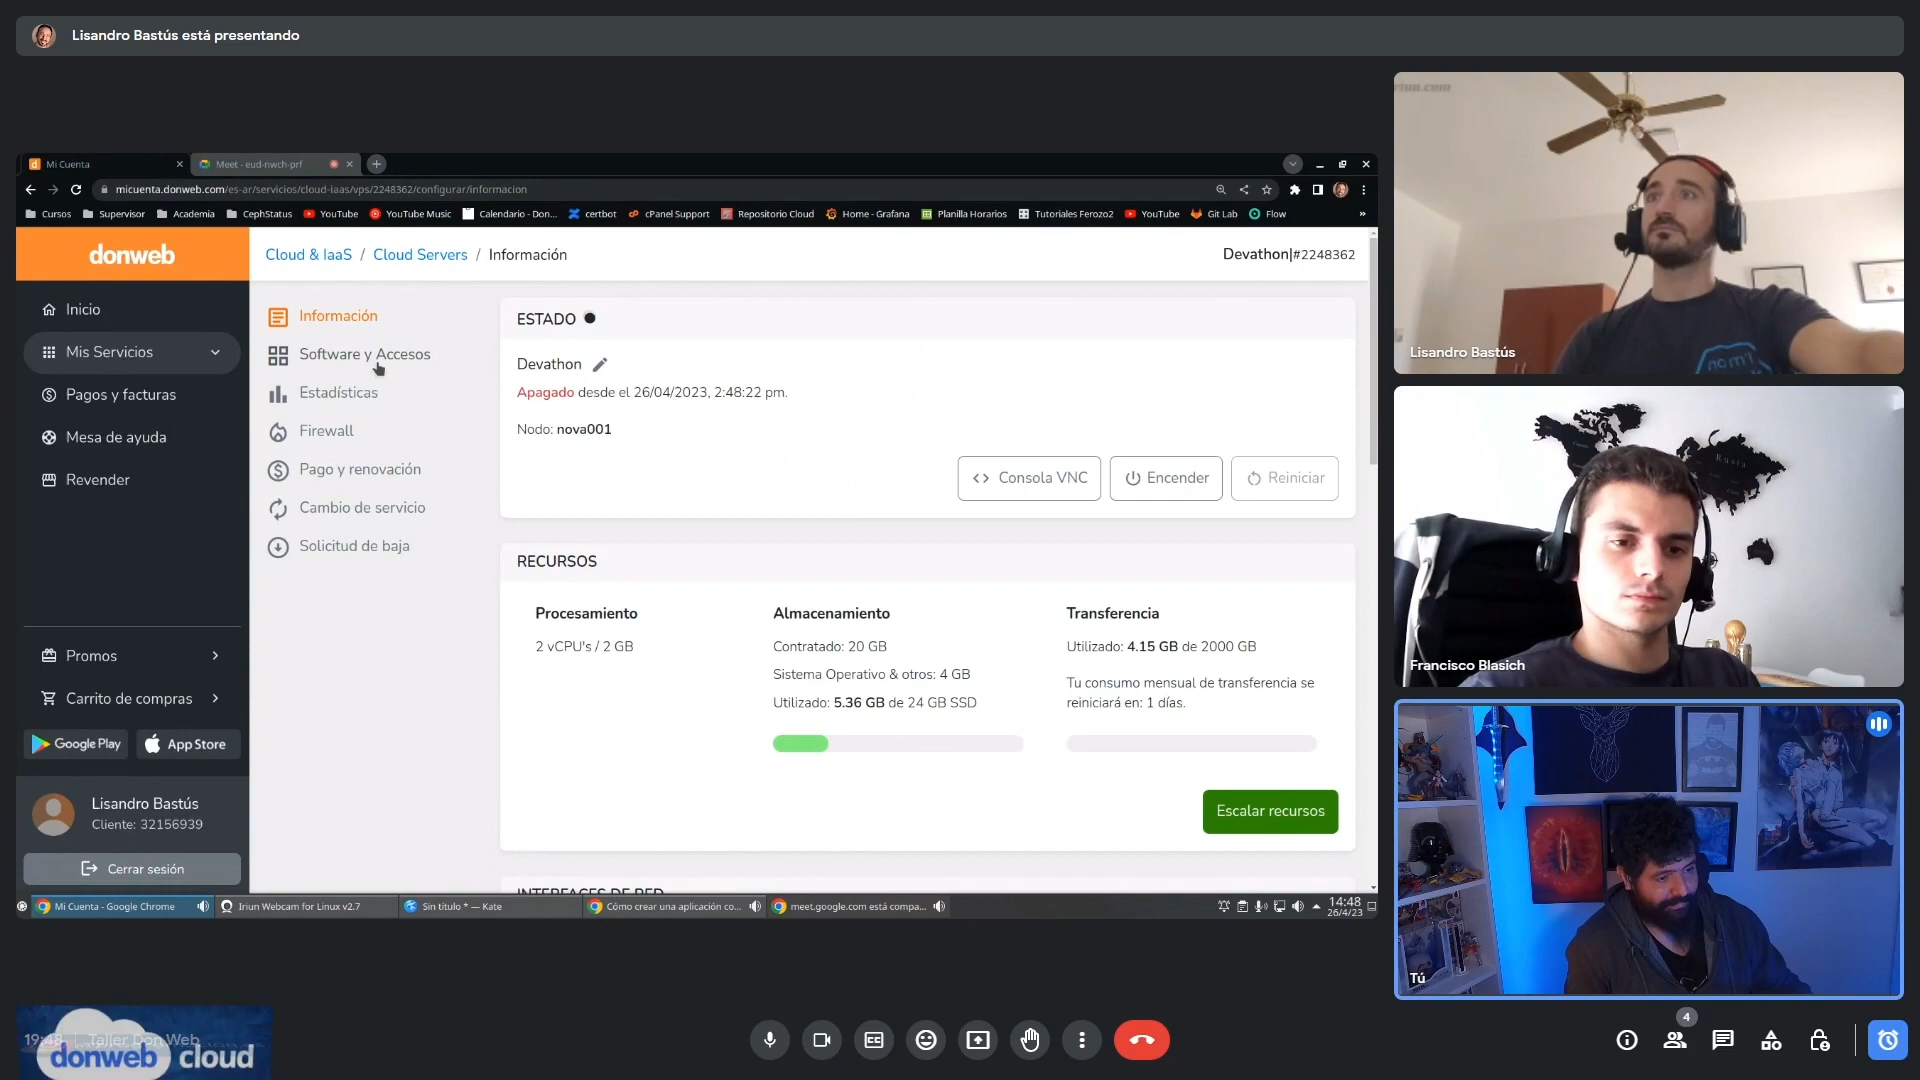 Lisandro Bastús está presentando
Mi Cuenta
Meet - eud-nwch-prf
micuenta.donweb.com/es-ar/servicios/cloud-iaas/vps/2248362/configurar/informacion
Cursos
Supervisor
Academia
CephStatus
YouTube
YouTube Music
Calendario - Don...
certbot
cPanel Support
Repositorio Cloud
Home - Grafana
Planilla Horarios
Tutoriales Ferozo2
YouTube
Git Lab
Flow
»
donweb
Cloud & IaaS / Cloud Servers / Información
Devathon|#2248362
Inicio
Mis Servicios
Pagos y facturas
Mesa de ayuda
Revender
Promos
Carrito de compras
Google Play
App Store
Lisandro Bastús
Cliente: 32156939
Cerrar sesión
Información
Software y Accesos
Estadísticas
Firewall
Pago y renovación
Cambio de servicio
Solicitud de baja
ESTADO
Devathon
Apagado desde el 26/04/2023, 2:48:22 pm.
Nodo: nova001
Consola VNC
Encender
Reiniciar
RECURSOS
Procesamiento
2 vCPU's / 2 GB
Almacenamiento
Contratado: 20 GB
Sistema Operativo & otros: 4 GB
Utilizado: 5.36 GB de 24 GB SSD
Transferencia
Utilizado: 4.15 GB de 2000 GB
Tu consumo mensual de transferencia se
reiniciará en: 1 días.
Escalar recursos
INTERFACES DE RED
Mi Cuenta - Google Chrome
Iriun Webcam for Linux v2.7
Sin título * — Kate
Cómo crear una aplicación co...
meet.google.com está compa...
14:48
26/4/23
Lisandro Bastús
Francisco Blasich
Tú
19:48 | Taller Don Web
donweb cloud
4